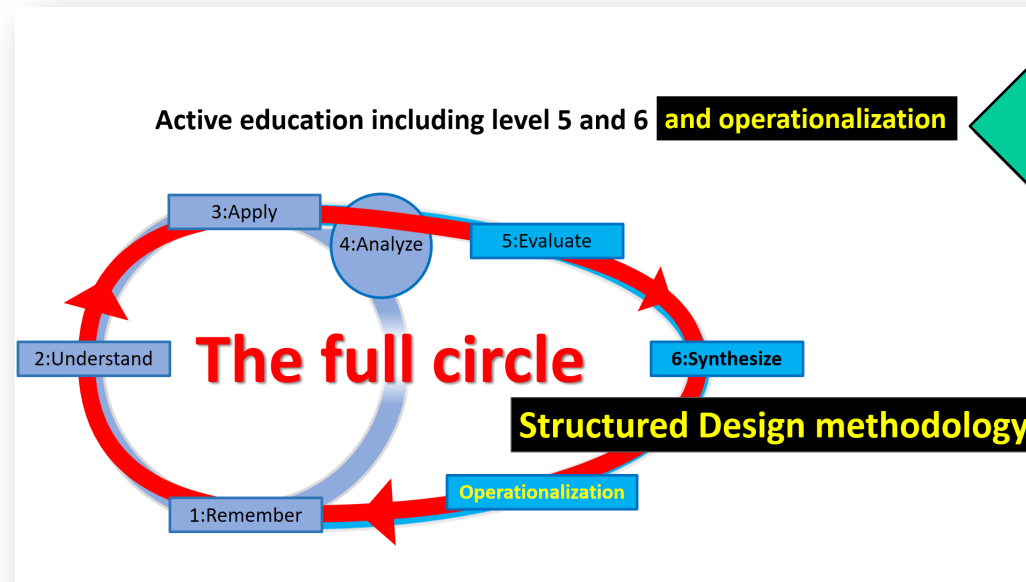 Active education including level 5 and 6 and operationalization
3:Apply
4:Analyze
5:Evaluate
2:Understand
The full circle
6:Synthesize
Structured Design methodology
Operationalization
1:Remember